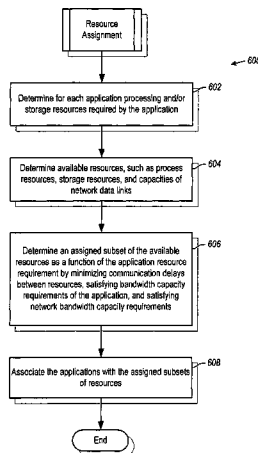 Resource
Assignment
600
602
Determine for each application processing and/or
storage resources required by the application
604
Determine available resources, such as process
resources, storage resources, and capacities of
network data links
606
Determine an assigned subset of the available
resources as a function of the application resource
requirement by minimizing communication delays
between resources, satisfying bandwidth capacity
requirements of the application, and satisfying
network bandwidth capacity requirements
608
Associate the applications with the assigned subsets
of resources
End